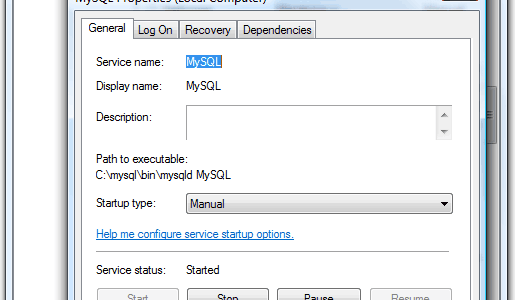 MySQL Properties (Local Computer)
General Log On Recovery Dependencies
Service name: MySQL
Display name: MySQL
Description:
Path to executable:
C:\mysql\bin\mysqld MySQL
Startup type: Manual
Help me configure service startup options.
Service status: Started
Start Stop Pause Resume